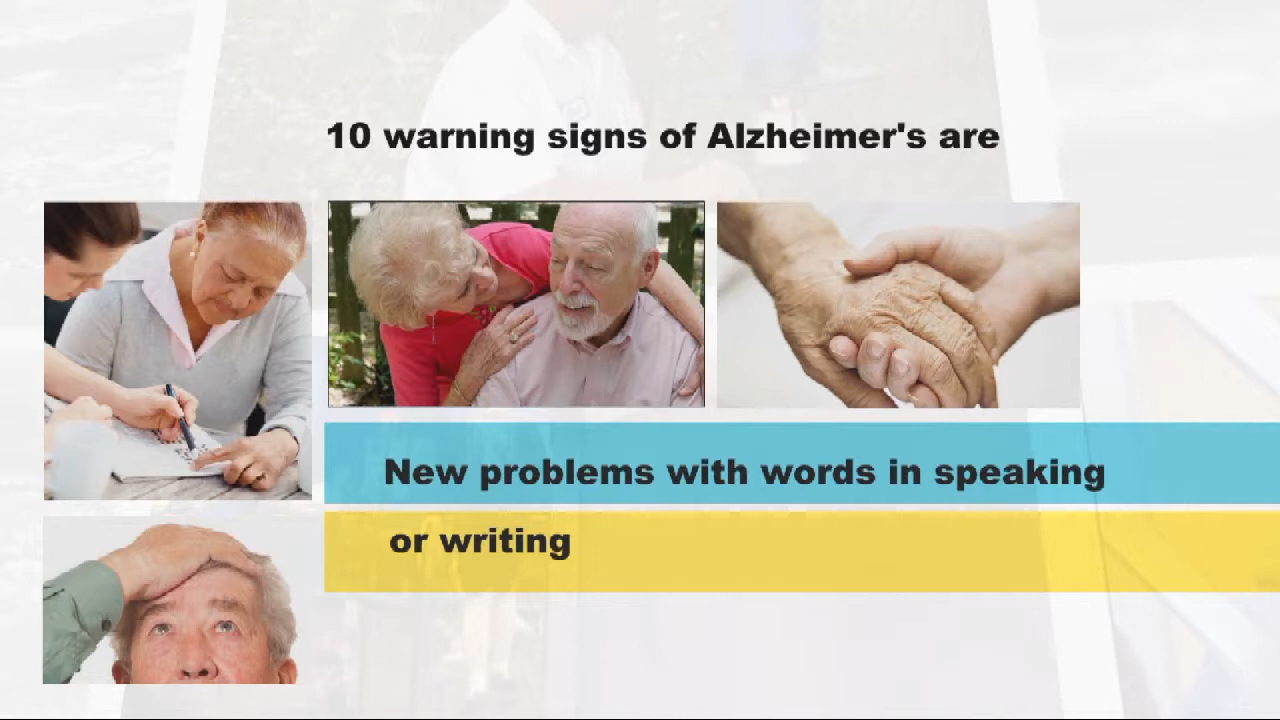 10 warning signs of Alzheimer's are
New problems with words in speaking
or writing